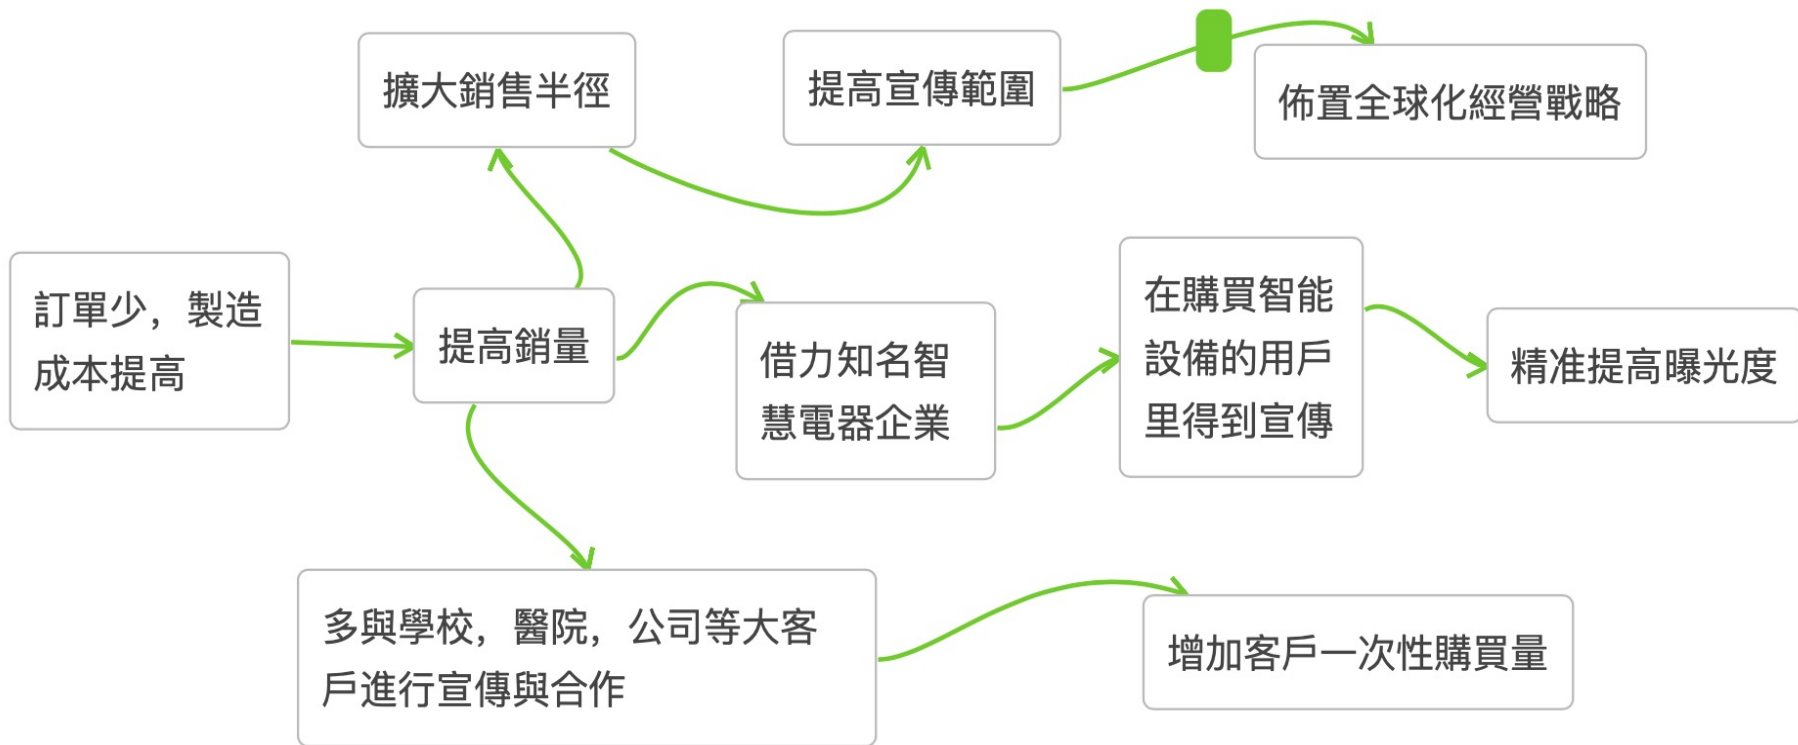 擴大銷售半徑
提高宣傳範圍
佈置全球化經營戰略
訂單少，製造
成本提高
提高銷量
借力知名智
慧電器企業
在購買智能
設備的用戶
里得到宣傳
精准提高曝光度
多與學校，醫院，公司等大客
戶進行宣傳與合作
增加客戶一次性購買量